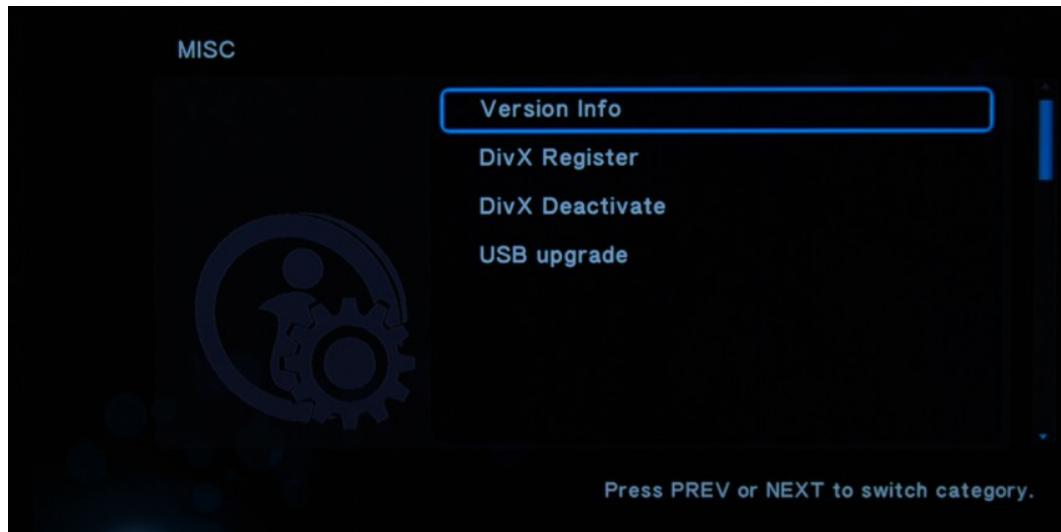 MISC
Version Info
DivX Register
DivX Deactivate
USB upgrade
Press PREV or NEXT to switch category.